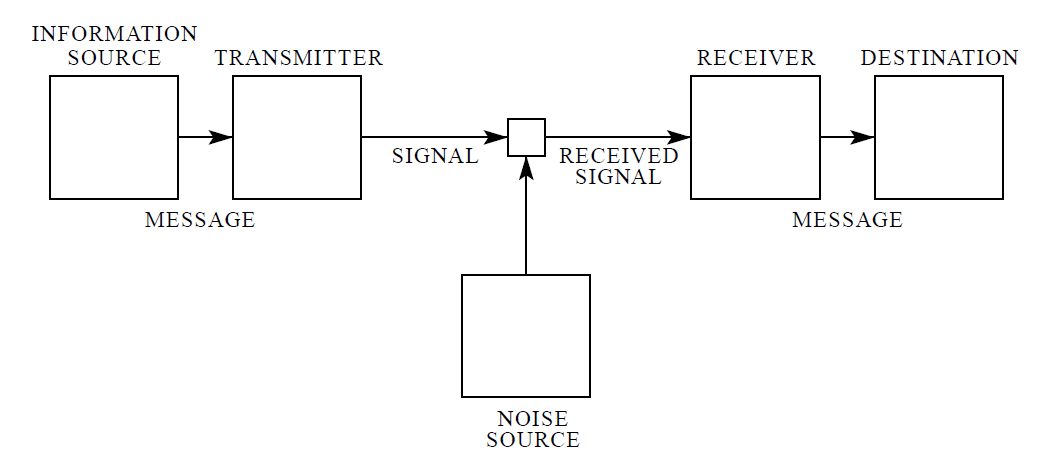 INFORMATION
SOURCE
TRANSMITTER
RECEIVER
DESTINATION
SIGNAL
RECEIVED
SIGNAL
MESSAGE
MESSAGE
NOISE
SOURCE